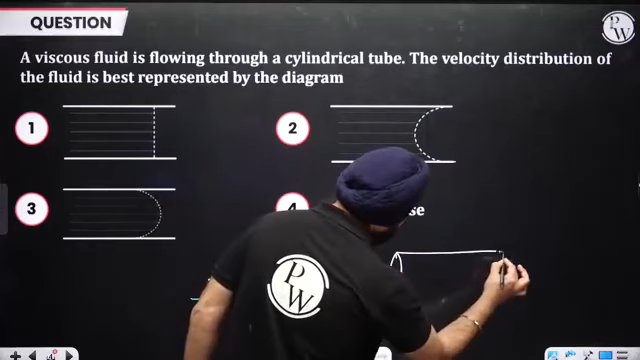 QUESTION
PW
A viscous fluid is flowing through a cylindrical tube. The velocity distribution of
the fluid is best represented by the diagram
1
2
3
4
PW